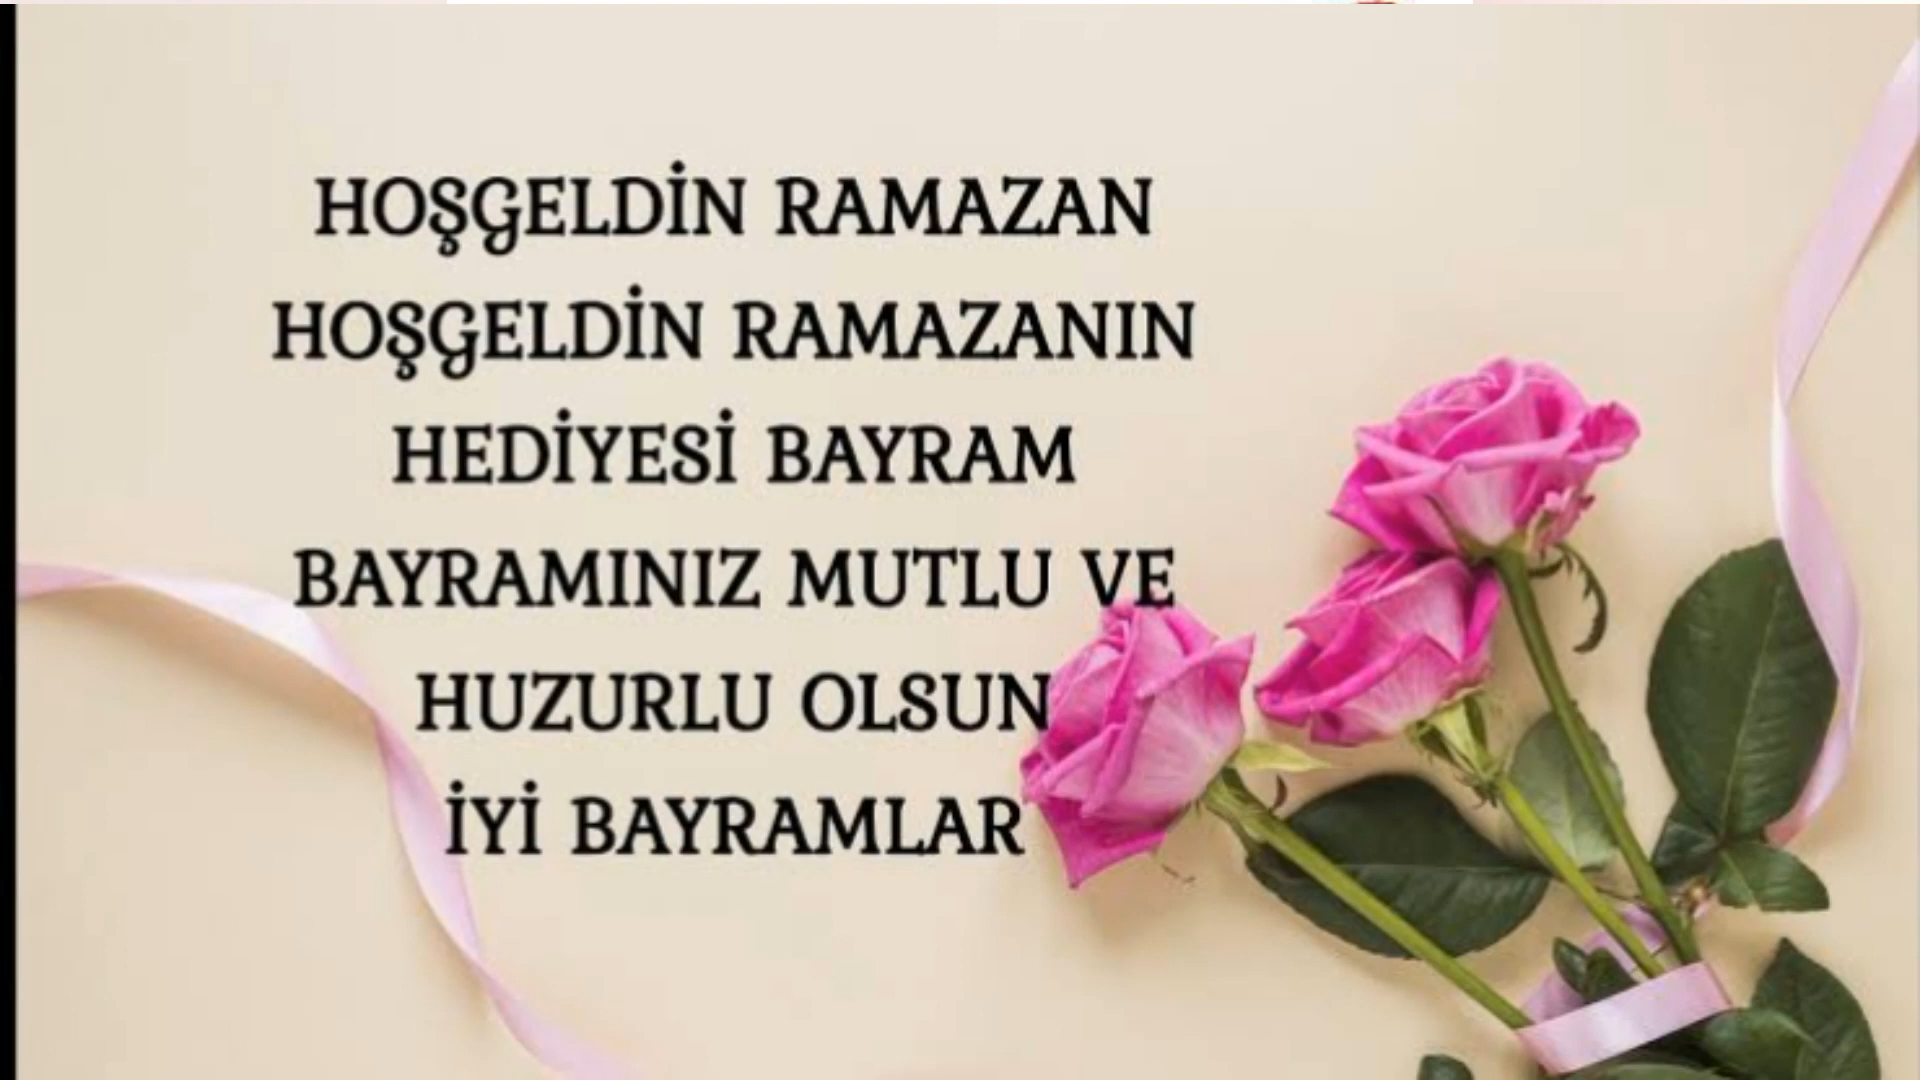 HOŞGELDİN RAMAZAN
HOŞGELDİN RAMAZANIN
HEDİYESİ BAYRAM
BAYRAMINIZ MUTLU VE
HUZURLU OLSUN
İYİ BAYRAMLAR